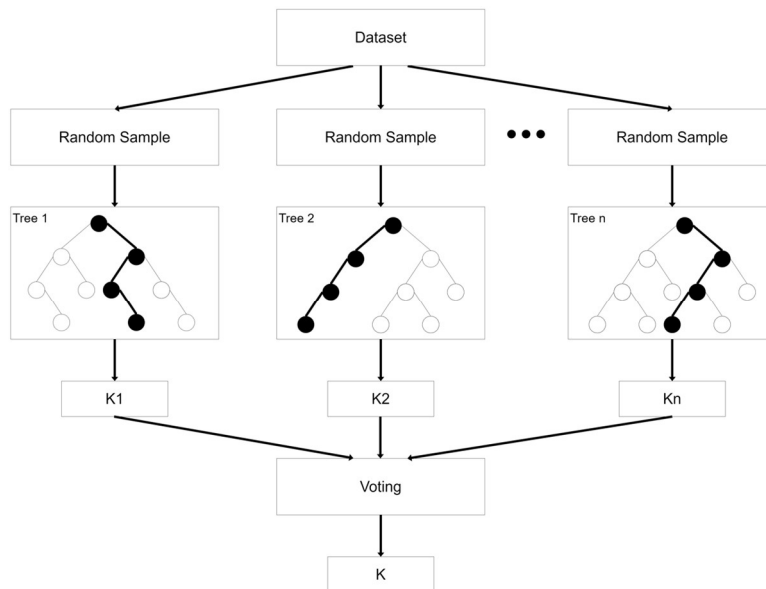 Dataset
Random Sample
Random Sample
Random Sample
Tree 1
Tree 2
Tree n
K1
K2
Kn
Voting
K